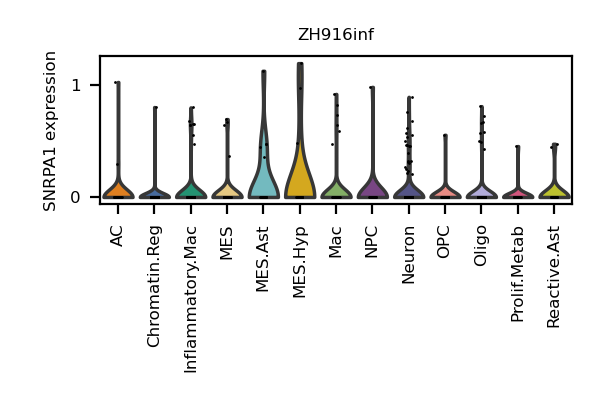 ZH916inf
SNRPA1 expression
1
0
AC
Chromatin.Reg
Inflammatory.Mac
MES
MES.Ast
MES.Hyp
Mac
NPC
Neuron
OPC
Oligo
Prolif.Metab
Reactive.Ast